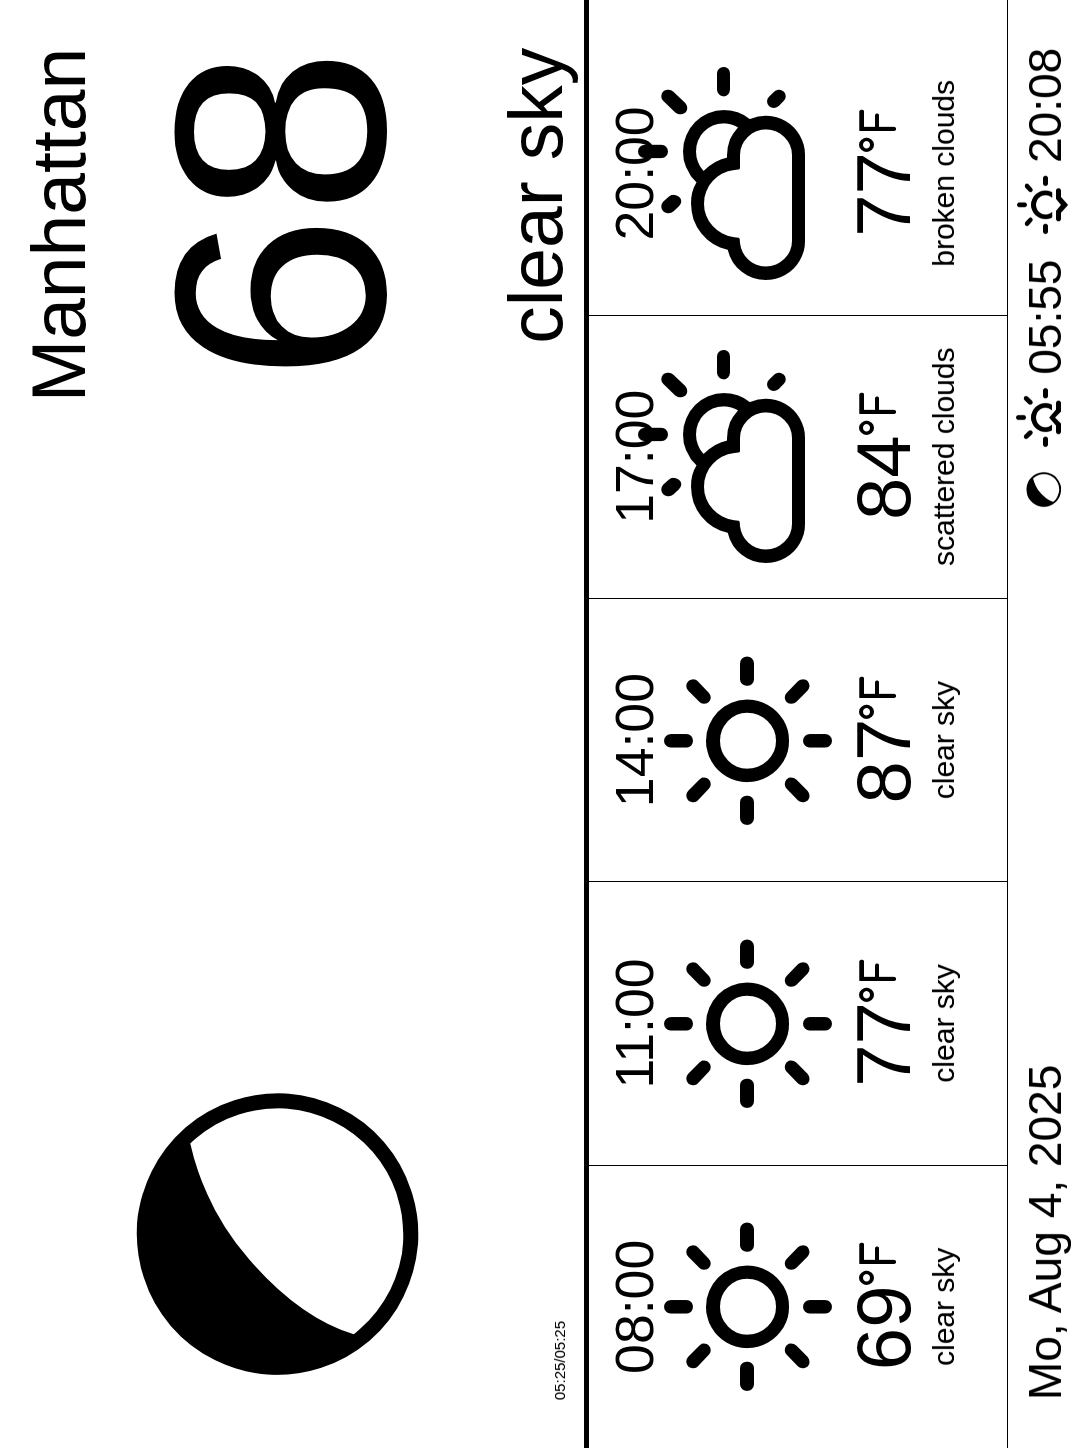 Manhattan
68
clear sky
05:25/05:25
08:00 11:00 14:00 17:00 20:00
69°F 77°F 87°F 84°F 77°F
clear sky clear sky clear sky scattered clouds broken clouds
Mo, Aug 4, 2025 05:55 20:08